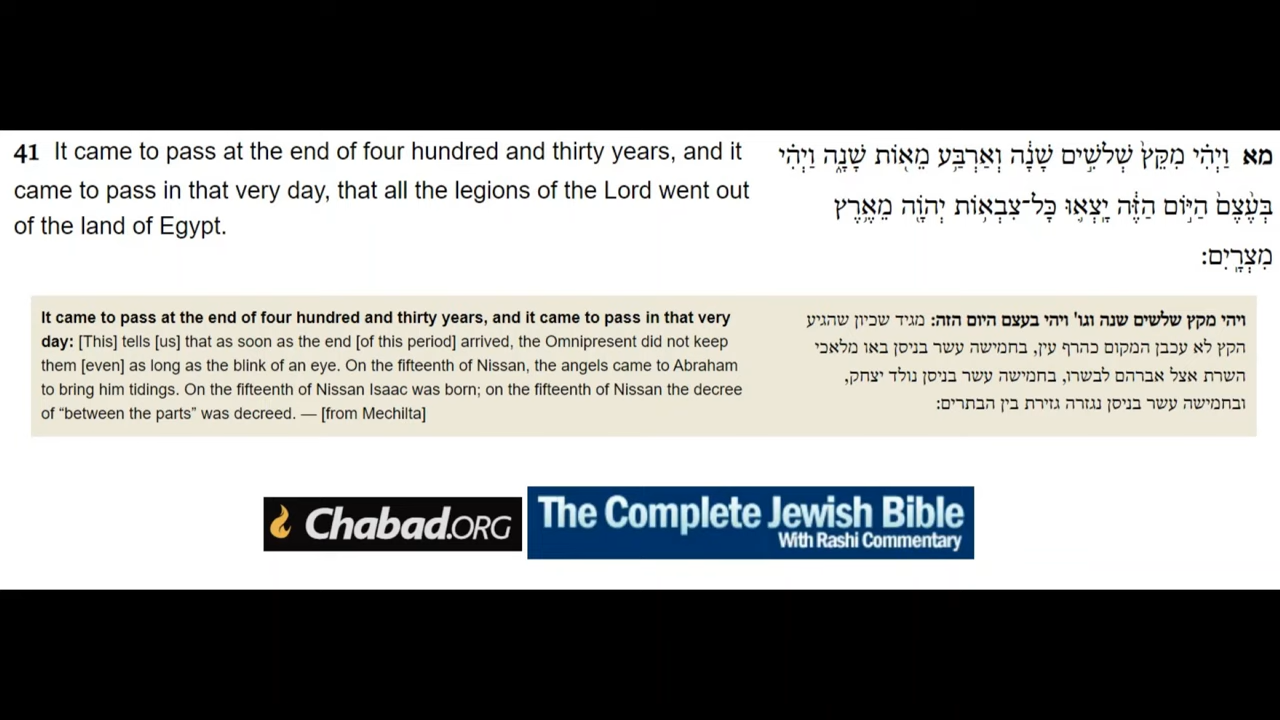 41 It came to pass at the end of four hundred and thirty years, and it
came to pass in that very day, that all the legions of the Lord went out
of the land of Egypt.
מא וַיְהִ֗י מִקֵּץ֙ שְׁלשִׁ֣ים שָׁנָ֔ה וְאַרְבַּ֥ע מֵא֖וֹת שָׁנָ֑ה וַיְהִ֗י
בְּעֶ֨צֶם֙ הַיּ֣וֹם הַזֶּ֔ה יָֽצְא֛וּ כָּל־צִבְא֥וֹת יְהֹוָ֖ה מֵאֶ֥רֶץ
מִצְרָֽיִם:
It came to pass at the end of four hundred and thirty years, and it came to pass in that very
day: [This] tells [us] that as soon as the end [of this period] arrived, the Omnipresent did not keep
them [even] as long as the blink of an eye. On the fifteenth of Nissan, the angels came to Abraham
to bring him tidings. On the fifteenth of Nissan Isaac was born; on the fifteenth of Nissan the decree
of “between the parts” was decreed. — [from Mechilta]
ויהי מקץ שלשים שנה וגו' ויהי בעצם היום הזה: מגיד שכיון שהגיע
הקץ לא עכבן המקום כהרף עין, בחמישה עשר בניסן באו מלאכי
השרת אצל אברהם לבשרו, בחמישה עשר בניסן נולד יצחק,
ובחמישה עשר בניסן נגזרה גזירת בין הבתרים:
Chabad.ORG
The Complete Jewish Bible
With Rashi Commentary